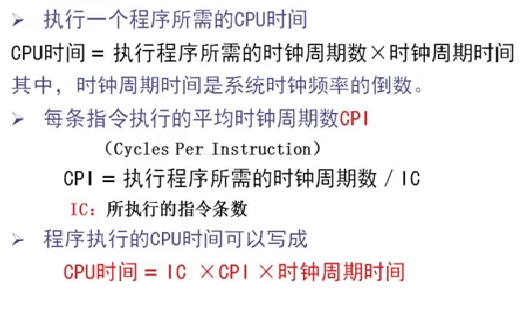 ➢ 执行一个程序所需的CPU时间
CPU时间 = 执行程序所需的时钟周期数×时钟周期时间
其中，时钟周期时间是系统时钟频率的倒数。
➢ 每条指令执行的平均时钟周期数CPI
（Cycles Per Instruction）
CPI = 执行程序所需的时钟周期数 / IC
IC：所执行的指令条数
➢ 程序执行的CPU时间可以写成
CPU时间 = IC ×CPI ×时钟周期时间